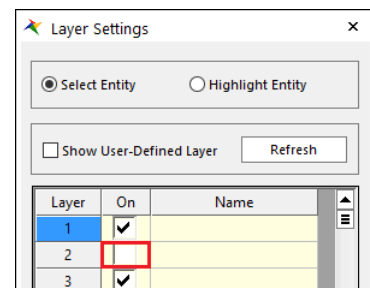 Layer Settings
Select Entity Highlight Entity
Show User-Defined Layer Refresh
Layer On Name
1
2
3